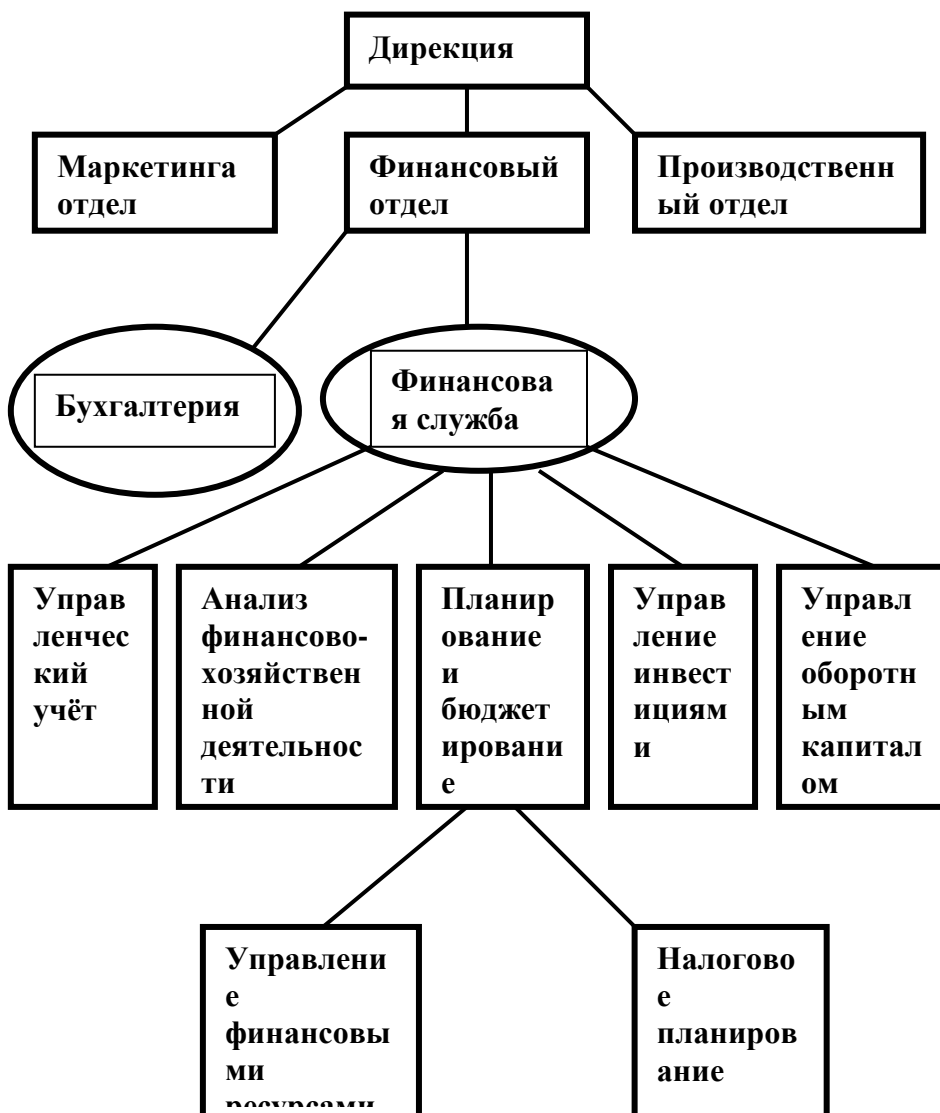 Дирекция
Маркетинга
отдел
Финансовый
отдел
Производственн
ый отдел
Бухгалтерия
Финансова
я служба
Управ
ленчес
кий
учёт
Анализ
финансово-
хозяйствен
ной
деятельнос
ти
Планир
ование
и
бюджет
ировани
е
Управ
ление
инвест
ициям
и
Управл
ение
оборотн
ым
капитал
ом
Управлени
е
финансовы
ми
ресурсами
Налогово
е
планиров
ание